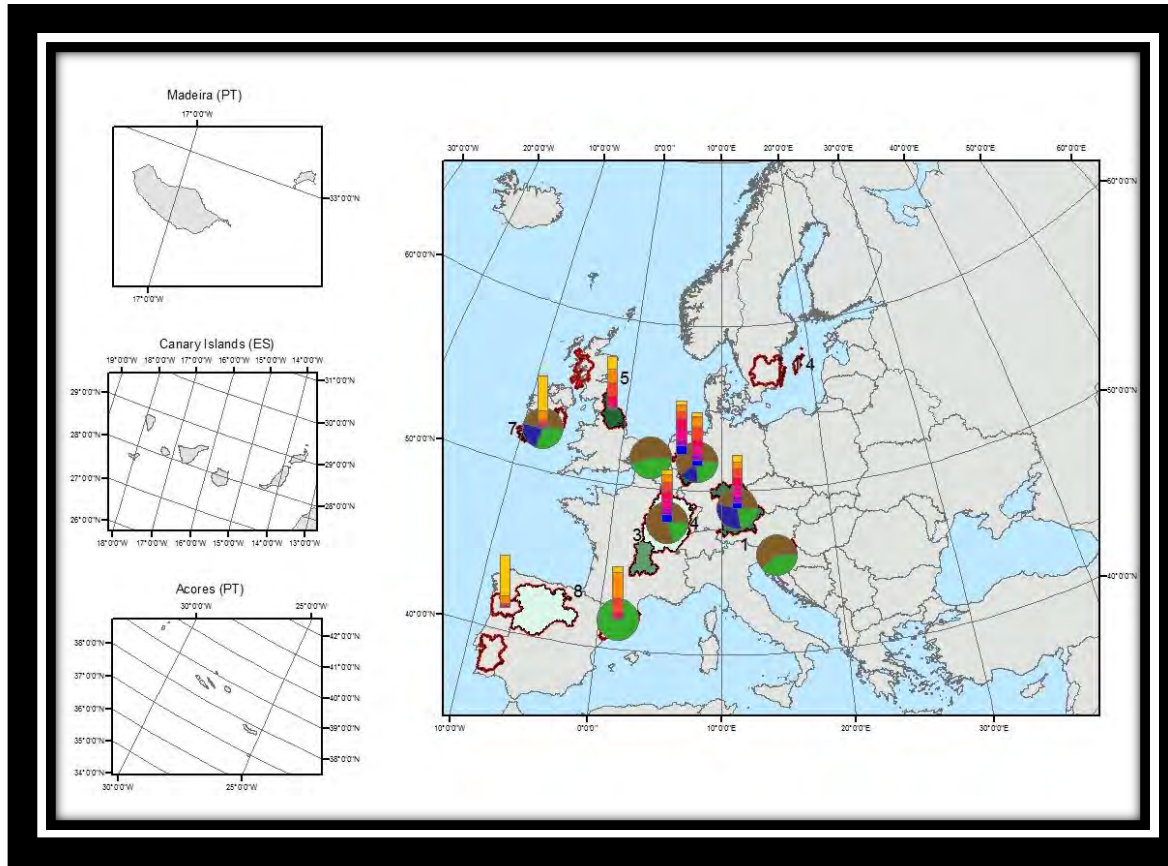 Madeira (PT)
17°0'0"W
33°0'0"N
17°0'0"W
Canary Islands (ES)
19°0'0"W 18°0'0"W 17°0'0"W 16°0'0"W 15°0'0"W 14°0'0"W
29°0'0"N 31°0'0"N
28°0'0"N 30°0'0"N
27°0'0"N 29°0'0"N
26°0'0"N 28°0'0"N
18°0'0"W 17°0'0"W 16°0'0"W 15°0'0"W 14°0'0"W
Acores (PT)
30°0'0"W 25°0'0"W
38°0'0"N 42°0'0"N
37°0'0"N 41°0'0"N
36°0'0"N 40°0'0"N
35°0'0"N 39°0'0"N
34°0'0"N 38°0'0"N
30°0'0"W 25°0'0"W
30°0'0"W 20°0'0"W 10°0'0"W 0°0'0" 10°0'0"E 20°0'0"E 30°0'0"E 40°0'0"E 50°0'0"E 60°0'0"E
60°0'0"N
60°0'0"N
4
5
50°0'0"N
7
50°0'0"N
4
3
1
40°0'0"N
8
40°0'0"N
10°0'0"W 0°0'0" 10°0'0"E 20°0'0"E 30°0'0"E